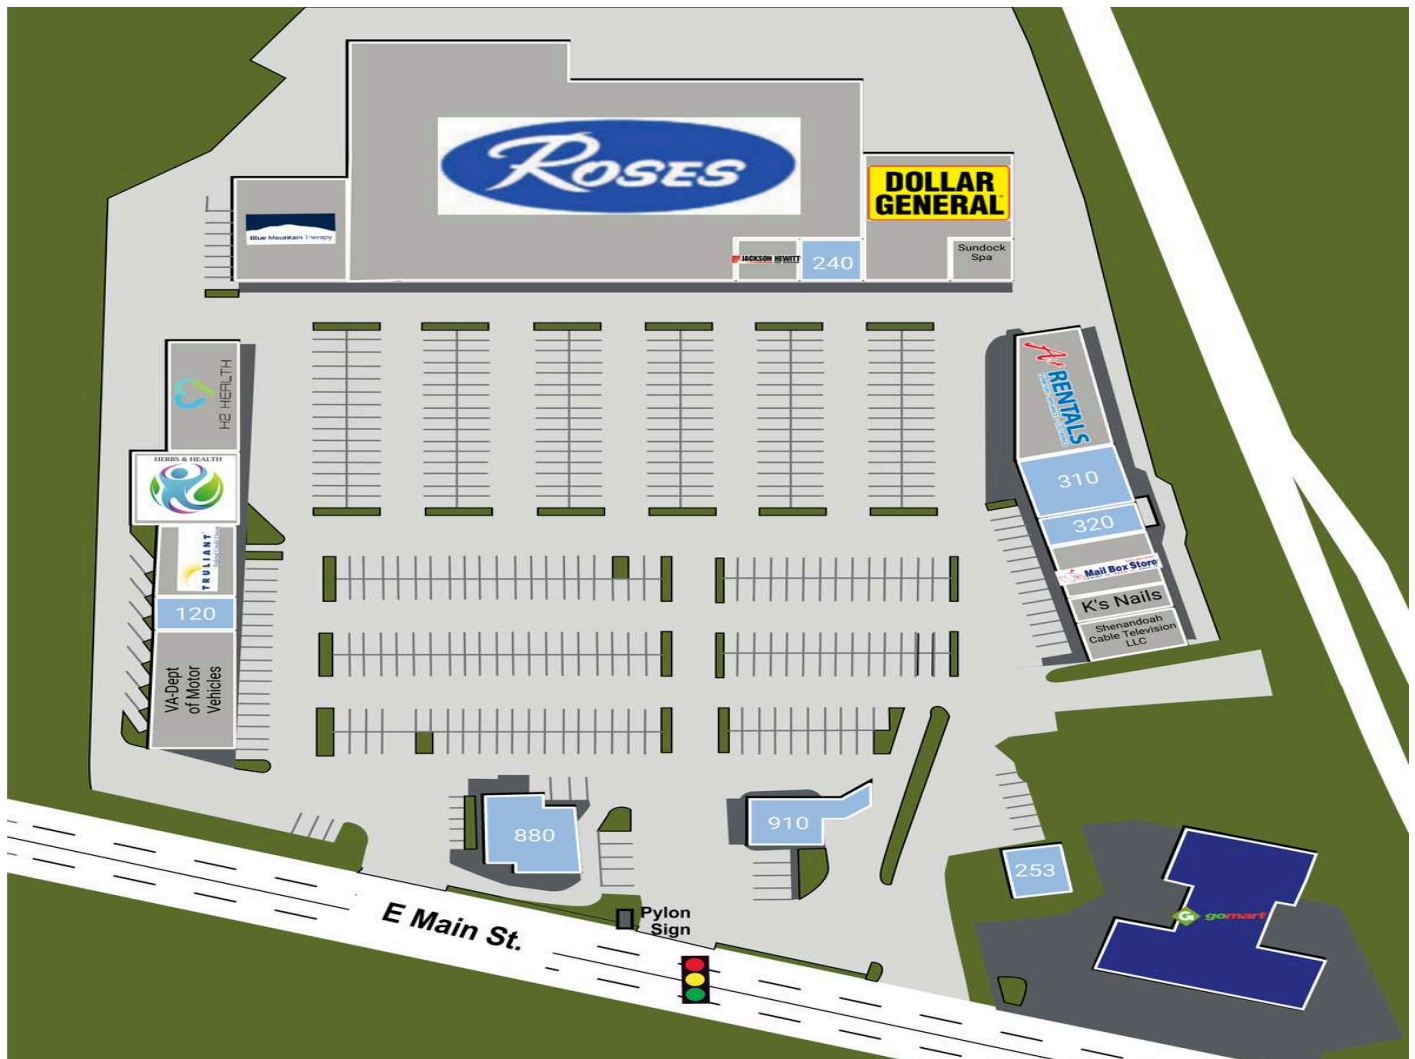 ROSES
DOLLAR
GENERAL
Blue Mountain Therapy
JACKSON HEWITT
240
Sundock
Spa
H2 HEALTH
HERBS & HEALTH
TRULIANT
120
VA-Dept
of Motor
Vehicles
RENTALS
310
320
Mail Box Store
K's Nails
Shenandoah
Cable Television
LLC
880
910
253
G gomart
Pylon
Sign
E Main St.